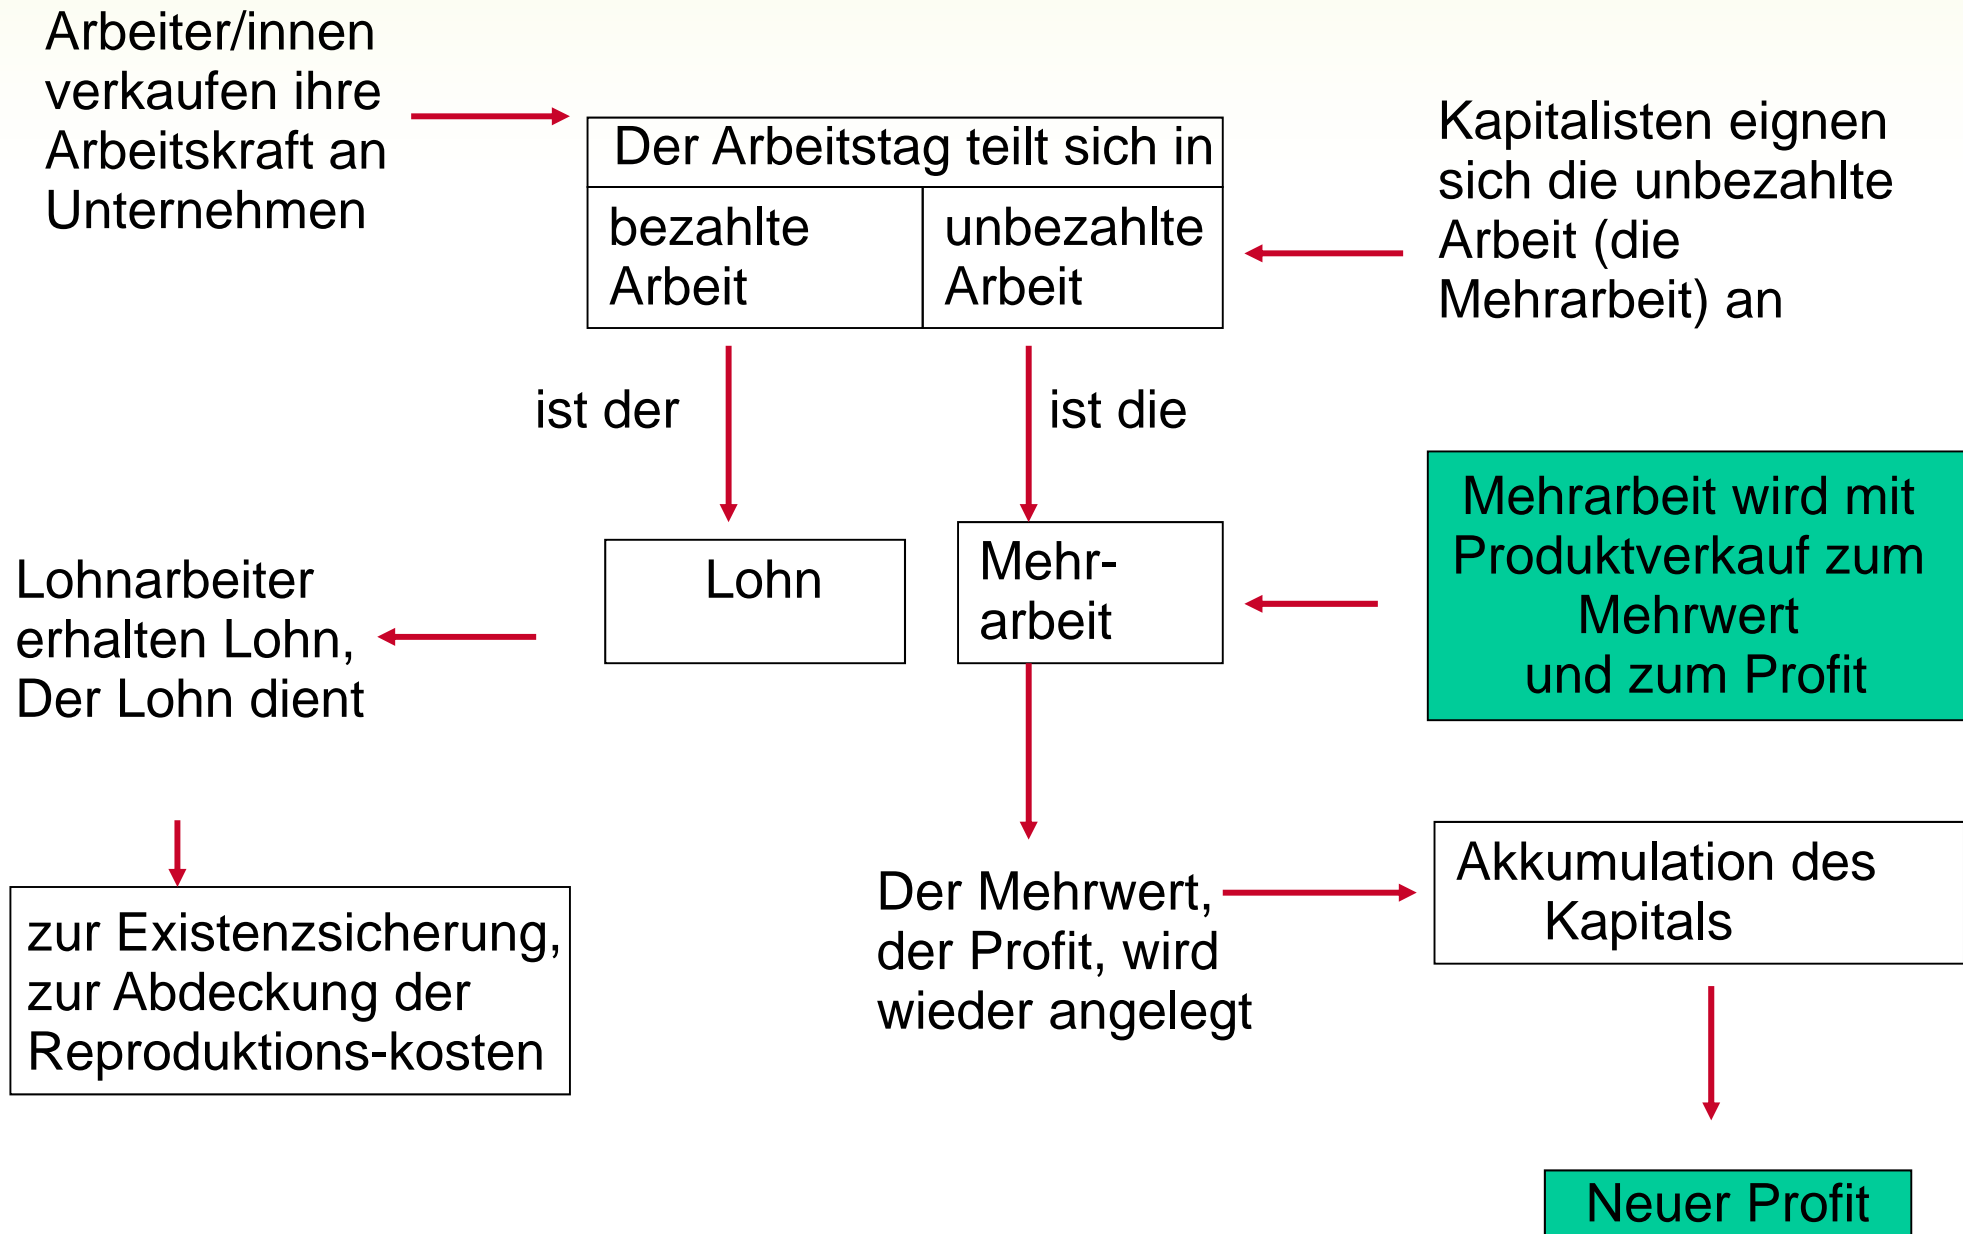 Arbeiter/innen
verkaufen ihre
Arbeitskraft an
Unternehmen
Der Arbeitstag teilt sich in
bezahlte
Arbeit
unbezahlte
Arbeit
Kapitalisten eignen
sich die unbezahlte
Arbeit (die
Mehrarbeit) an
ist der
ist die
Lohn
Mehr-
arbeit
Mehrarbeit wird mit
Produktverkauf zum
Mehrwert
und zum Profit
Lohnarbeiter
erhalten Lohn,
Der Lohn dient
zur Existenzsicherung,
zur Abdeckung der
Reproduktions-kosten
Der Mehrwert,
der Profit, wird
wieder angelegt
Akkumulation des
Kapitals
Neuer Profit